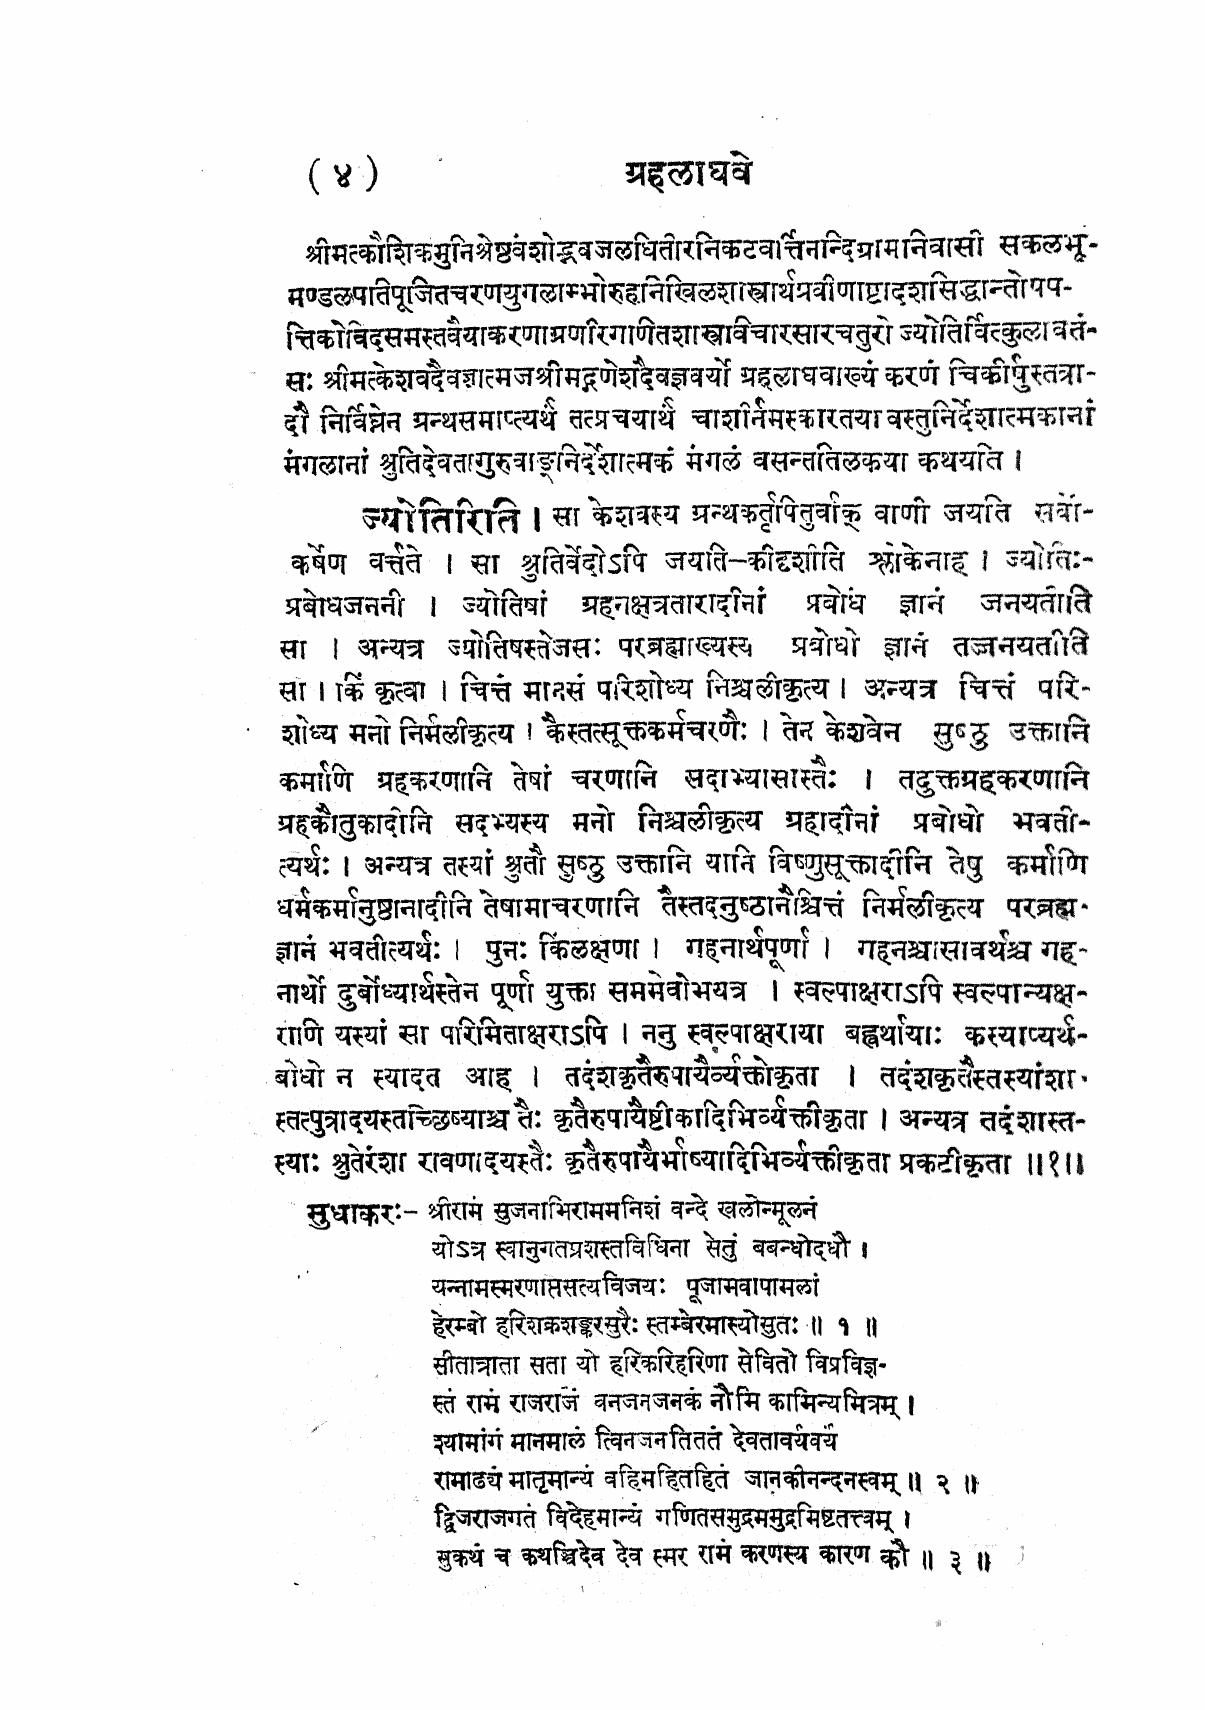 ( ४ ) ग्रहलाघवे
श्रीमत्कौशिकमुनिश्रेष्ठवंशोद्भवजलधितीरनिकटवर्त्तिनन्दिग्रामनिवासी सकलभू-
मण्डलपतिपूजितचरणयुगलाम्भोरुहनिखिलशास्त्रार्थप्रवीणाष्टादशसिद्धान्तोपप-
त्तिकोविदसमस्तवैयाकरणाग्रणीर्गणितशास्त्रविचारसारचतुरो ज्योतिर्वित्कुलावतं-
सः श्रीमत्केशवदैवज्ञात्मजश्रीमद्गणेशदैवज्ञवर्यो ग्रहलाघवाख्यं करणं चिकीर्षुस्तत्रा-
दौ निर्विघ्नेन ग्रन्थसमाप्त्यर्थं तत्प्रचयार्थं चाशीर्नमस्कारतया वस्तुनिर्देशात्मकानां
मंगलानां श्रुतिदेवतागुरुवाङ्निर्देशात्मकं मंगलं वसन्ततिलकया कथयति ।
ज्योतिरिति । सा केशवस्य ग्रन्थकर्तृपितुर्वाक् वाणी जयति सर्वो-
कर्षेण वर्त्तते । सा श्रुतिर्वेदोऽपि जयति–कीदृशीति श्लोकेनाह । ज्योतिः-
प्रबोधजननी । ज्योतिषां ग्रहनक्षत्रतारादीनां प्रबोधं ज्ञानं जनयतीति
सा । अन्यत्र ज्योतिषस्तेजसः परब्रह्माख्यस्य प्रबोधो ज्ञानं तज्जनयतीति
सा । किं कृत्वा । चित्तं मानसं परिशोध्य निश्चलीकृत्य । अन्यत्र चित्तं परि-
शोध्य मनो निर्मलीकृत्य । कैस्तत्सूक्तकर्मचरणैः । तेन केशवेन सुष्ठु उक्तानि
कर्माणि ग्रहकरणानि तेषां चरणानि सदाभ्यासास्तैः । तदुक्तग्रहकरणानि
ग्रहकौतुकादीनि सदभ्यस्य मनो निश्चलीकृत्य ग्रहादीनां प्रबोधो भवती-
त्यर्थः । अन्यत्र तस्यां श्रुतौ सुष्ठु उक्तानि यानि विष्णुसूक्तादीनि तेषु कर्माणि
धर्मकर्मानुष्ठानादीनि तेषामाचरणानि तैस्तदनुष्ठानैश्चित्तं निर्मलीकृत्य परब्रह्म-
ज्ञानं भवतीत्यर्थः । पुनः किंलक्षणा । गहनार्थपूर्णा । गहनश्चासावर्थश्च गह-
नार्थो दुर्बोध्यार्थस्तेन पूर्णा युक्ता सममेवोभयत्र । स्वल्पाक्षराऽपि स्वल्पान्यक्ष-
राणि यस्यां सा परिमिताक्षराऽपि । ननु स्वल्पाक्षराया बह्वर्थायाः कस्याप्यर्थ-
बोधो न स्यादत आह । तदंशकृतैरुपायैर्व्यक्तीकृता । तदंशकृतैस्तस्यांशा-
स्तत्पुत्रादयस्तच्छिष्याश्च तैः कृतैरुपायैष्टीकादिभिर्व्यक्तीकृता । अन्यत्र तदंशास्त-
स्याः श्रुतेरंशा रावणादयस्तैः कृतैरुपायैर्भाष्यादिभिर्व्यक्तीकृता प्रकटीकृता ॥१॥
सुधाकरः– श्रीरामं सुजनाभिराममनिशं वन्दे खलोन्मूलनं
योऽत्र स्वानुगतप्रशस्तविधिना सेतुं बबन्धोदधौ ।
यन्नामस्मरणाप्तसत्यविजयः पूजामवापामलां
हेरम्बो हरिशक्रशङ्करसुरैः स्तम्बेरमास्योसुतः ॥ १ ॥
सीतात्राता सता यो हरिकरिहरिणा सेवितो विप्रविज्ञ-
स्तं रामं राजराजं वनजनजनकं नौमि कामिन्यमित्रम् ।
श्यामांगं मानमालं त्विनजनतिततं देवतावर्यवर्यं
रामाढ्यं मातृमान्यं वहिमहितहितं जानकीनन्दनस्वम् ॥ २ ॥
द्विजराजगतं विदेहमान्यं गणितसमुद्रममुद्रमिष्टतत्त्वम् ।
सुकथं च कथञ्चिदेव देव स्मर रामं करणस्य कारण कौ ॥ ३ ॥